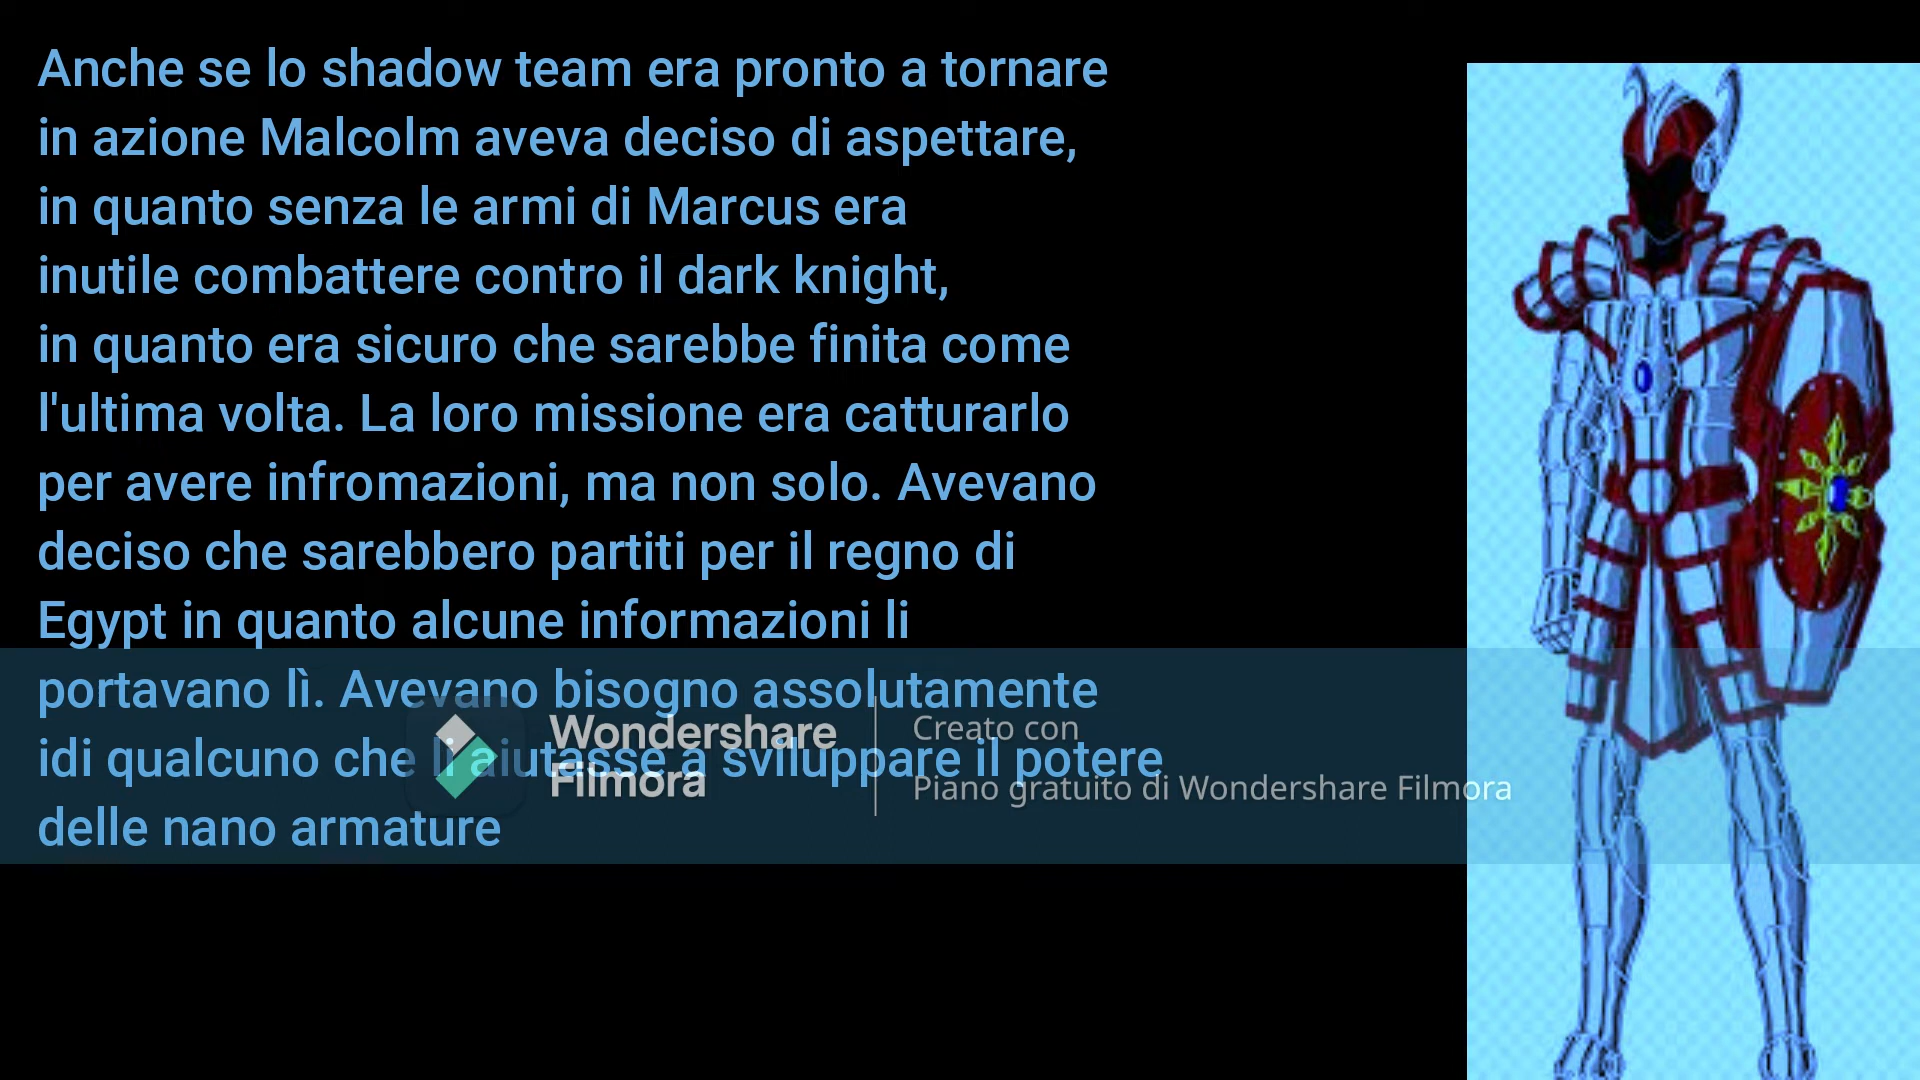 Anche se lo shadow team era pronto a tornare
in azione Malcolm aveva deciso di aspettare,
in quanto senza le armi di Marcus era
inutile combattere contro il dark knight,
in quanto era sicuro che sarebbe finita come
l'ultima volta. La loro missione era catturarlo
per avere infromazioni, ma non solo. Avevano
deciso che sarebbero partiti per il regno di
Egypt in quanto alcune informazioni li
portavano lì. Avevano bisogno assolutamente
idi qualcuno che li aiutasse a sviluppare il potere
delle nano armature
Wondershare
Filmora
Creato con
Piano gratuito di Wondershare Filmora